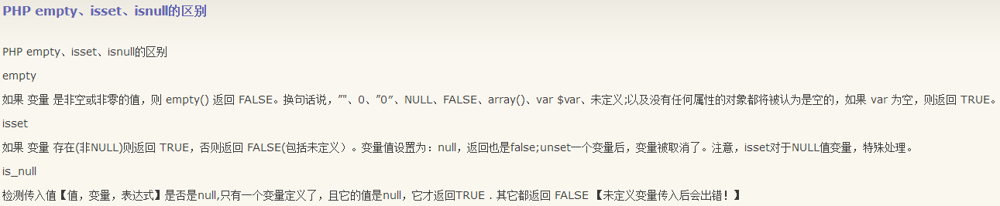 PHP empty、isset、isnull的区别
PHP empty、isset、isnull的区别
empty
如果 变量 是非空或非零的值，则 empty() 返回 FALSE。换句话说，”"、0、”0″、NULL、FALSE、array()、var $var、未定义;以及没有任何属性的对象都将被认为是空的，如果 var 为空，则返回 TRUE。
isset
如果 变量 存在(非NULL)则返回 TRUE，否则返回 FALSE(包括未定义）。变量值设置为：null，返回也是false;unset一个变量后，变量被取消了。注意，isset对于NULL值变量，特殊处理。
is_null
检测传入值【值，变量，表达式】是否是null,只有一个变量定义了，且它的值是null，它才返回TRUE . 其它都返回 FALSE 【未定义变量传入后会出错！】